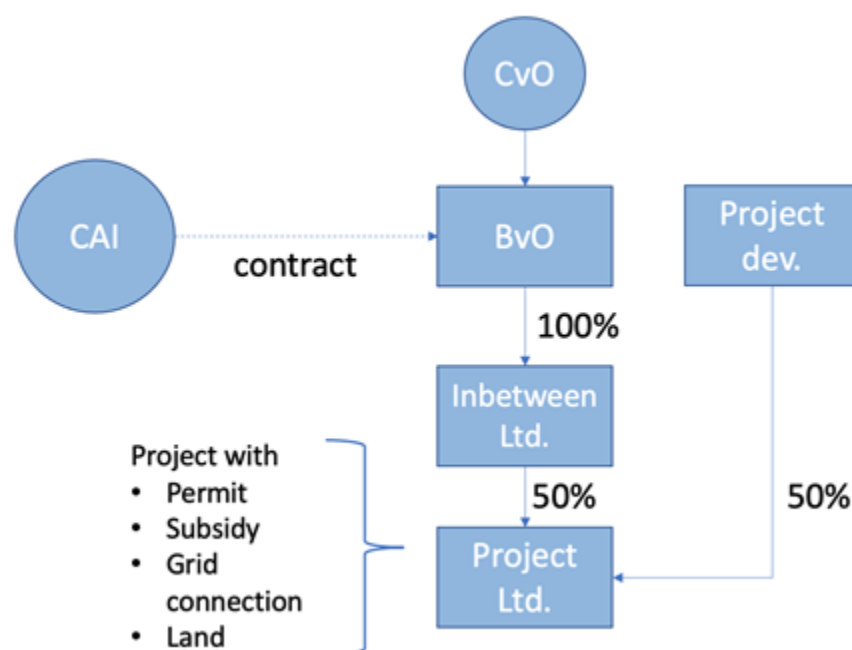 CvO
CAI
contract
BvO
Project
dev.
100%
Inbetween
Ltd.
50%
50%
Project
Ltd.
Project with
• Permit
• Subsidy
• Grid
connection
• Land